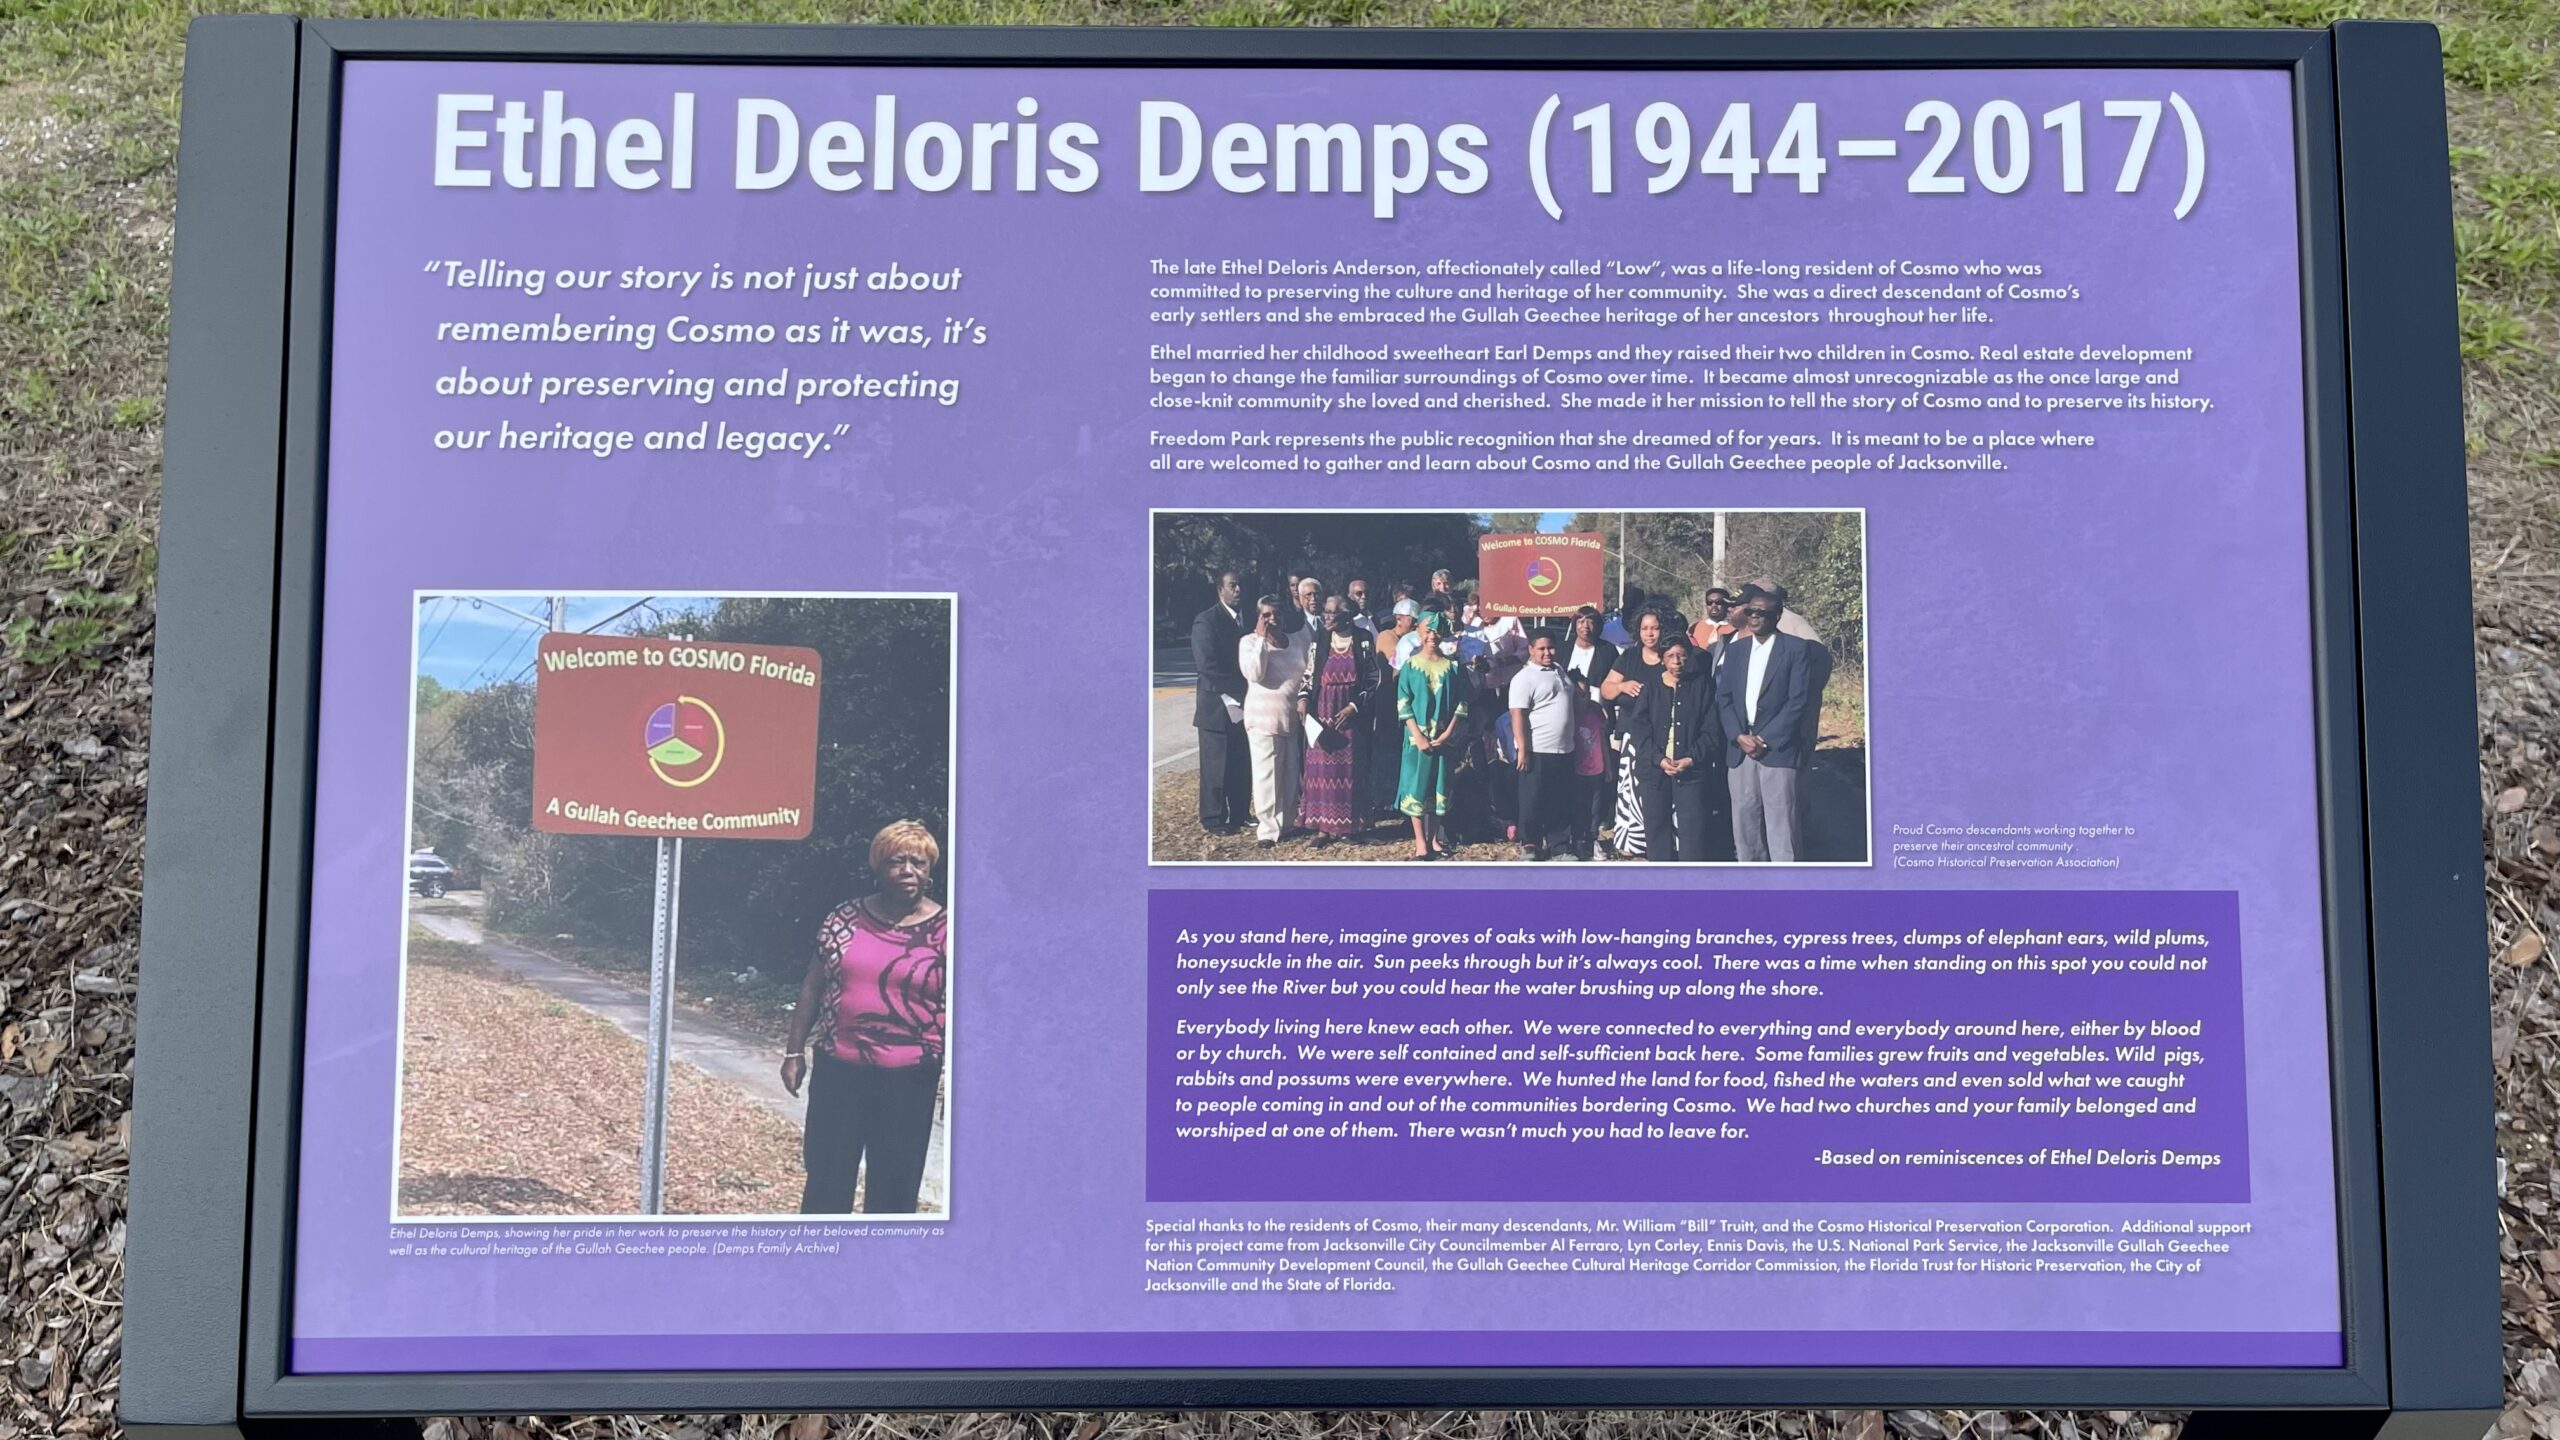 Ethel Deloris Demps (1944–2017)
“Telling our story is not just about
remembering Cosmo as it was, it’s
about preserving and protecting
our heritage and legacy.”
The late Ethel Deloris Anderson, affectionately called “Low”, was a life-long resident of Cosmo who was
committed to preserving the culture and heritage of her community. She was a direct descendant of Cosmo’s
early settlers and she embraced the Gullah Geechee heritage of her ancestors throughout her life.
Ethel married her childhood sweetheart Earl Demps and they raised their two children in Cosmo. Real estate development
began to change the familiar surroundings of Cosmo over time. It became almost unrecognizable as the once large and
close-knit community she loved and cherished. She made it her mission to tell the story of Cosmo and to preserve its history.
Freedom Park represents the public recognition that she dreamed of for years. It is meant to be a place where
all are welcomed to gather and learn about Cosmo and the Gullah Geechee people of Jacksonville.
Welcome to COSMO Florida
A Gullah Geechee Community
Proud Cosmo descendants working together to
preserve their ancestral community .
(Cosmo Historical Preservation Association)
Welcome to COSMO Florida
A Gullah Geechee Community
Ethel Deloris Demps, showing her pride in her work to preserve the history of her beloved community as
well as the cultural heritage of the Gullah Geechee people. (Demps Family Archive)
As you stand here, imagine groves of oaks with low-hanging branches, cypress trees, clumps of elephant ears, wild plums,
honeysuckle in the air. Sun peeks through but it’s always cool. There was a time when standing on this spot you could not
only see the River but you could hear the water brushing up along the shore.
Everybody living here knew each other. We were connected to everything and everybody around here, either by blood
or by church. We were self contained and self-sufficient back here. Some families grew fruits and vegetables. Wild pigs,
rabbits and possums were everywhere. We hunted the land for food, fished the waters and even sold what we caught
to people coming in and out of the communities bordering Cosmo. We had two churches and your family belonged and
worshiped at one of them. There wasn’t much you had to leave for.
-Based on reminiscences of Ethel Deloris Demps
Special thanks to the residents of Cosmo, their many descendants, Mr. William “Bill” Truitt, and the Cosmo Historical Preservation Corporation. Additional support
for this project came from Jacksonville City Councilmember Al Ferraro, Lyn Corley, Ennis Davis, the U.S. National Park Service, the Jacksonville Gullah Geechee
Nation Community Development Council, the Gullah Geechee Cultural Heritage Corridor Commission, the Florida Trust for Historic Preservation, the City of
Jacksonville and the State of Florida.